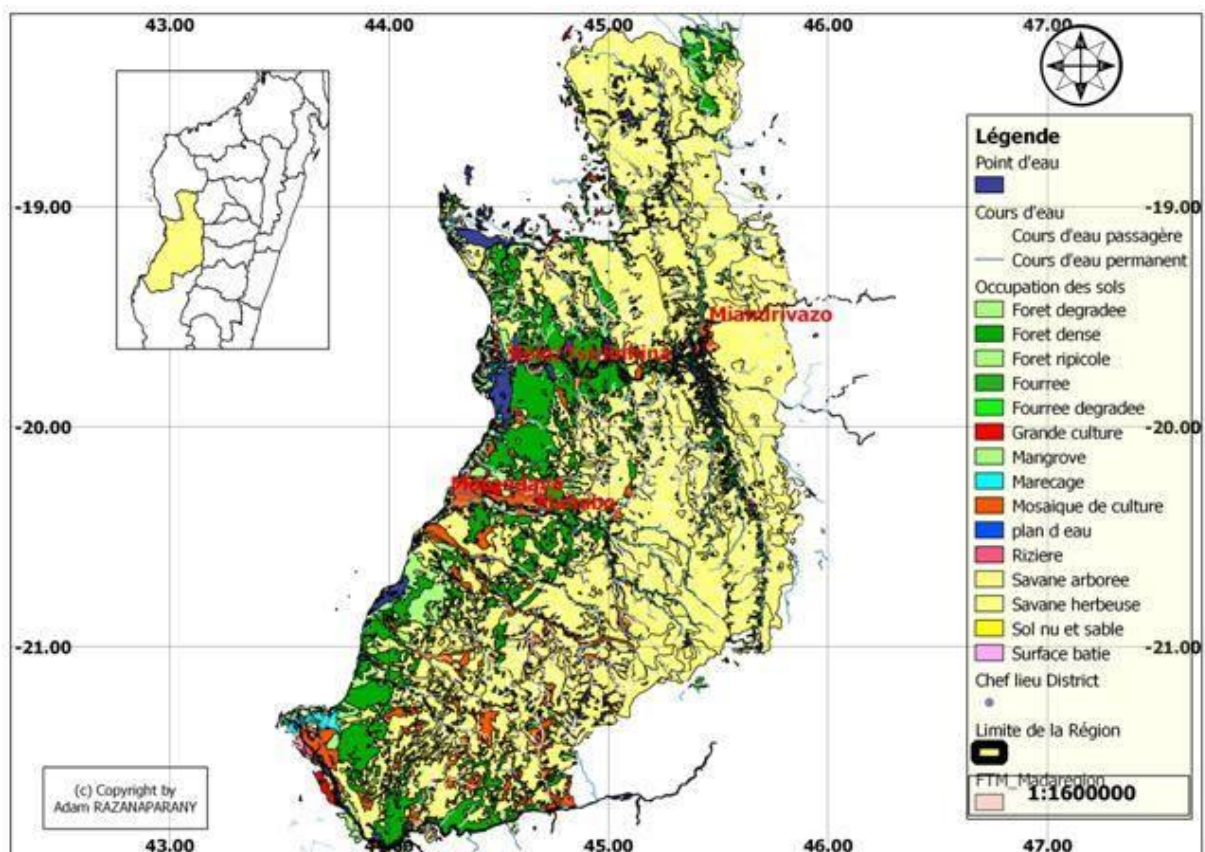 43.00 44.00 45.00 46.00 47.00
-19.00 -19.00
-20.00 -20.00
-21.00 -21.00
Miandrivazo
Légende
Point d'eau
Cours d'eau
Cours d'eau passagère
Cours d'eau permanent
Occupation des sols
Foret degradee
Foret dense
Foret ripicole
Fourree
Fourree degradee
Grande culture
Mangrove
Marecage
Mosaique de culture
plan d eau
Riziere
Savane arboree
Savane herbeuse
Sol nu et sable
Surface batie
Chef lieu District
Limite de la Région
FTM_Madaregion
1:1600000
(c) Copyright by
Adam RAZANAPARANY
43.00 44.00 45.00 46.00 47.00